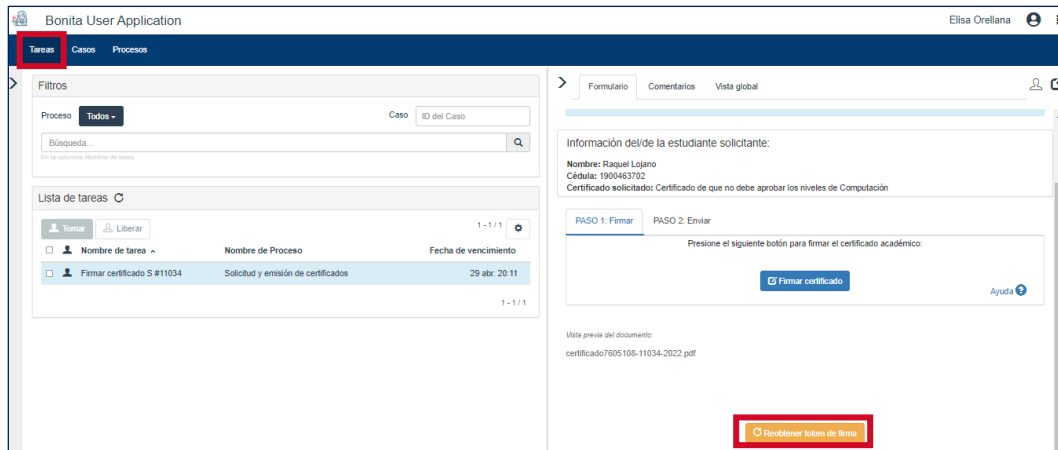 Bonita User Application
Elisa Orellana
Tareas Casos Procesos
Filtros
Proceso Todos Caso ID del Caso
Búsqueda...
En la columna Nombre de tarea
Lista de tareas
Tomar Liberar 1 - 1 / 1
Nombre de tarea Nombre de Proceso Fecha de vencimiento
Firmar certificado S #11034 Solicitud y emisión de certificados 29 abr. 20:11
1 - 1 / 1
Formulario Comentarios Vista global
Información del/de la estudiante solicitante:
Nombre: Raquel Lojano
Cédula: 1900463702
Certificado solicitado: Certificado de que no debe aprobar los niveles de Computación
PASO 1: Firmar PASO 2: Enviar
Presione el siguiente botón para firmar el certificado académico:
Firmar certificado
Ayuda ?
Vista previa del documento:
certificado7605108-11034-2022.pdf
Reobtener token de firma